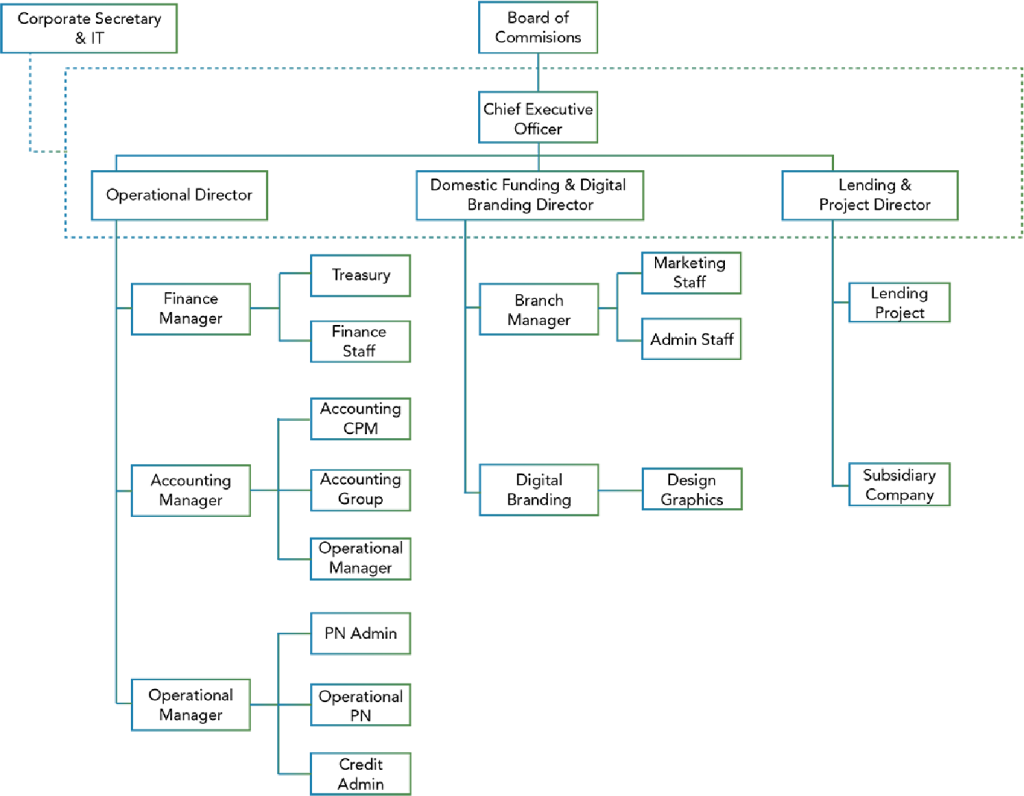 Corporate Secretary
& IT
Board of
Commisions
Chief Executive
Officer
Operational Director
Domestic Funding & Digital
Branding Director
Lending &
Project Director
Finance
Manager
Treasury
Finance
Staff
Accounting
Manager
Accounting
CPM
Accounting
Group
Operational
Manager
Operational
Manager
PN Admin
Operational
PN
Credit
Admin
Branch
Manager
Marketing
Staff
Admin Staff
Digital
Branding
Design
Graphics
Lending
Project
Subsidiary
Company